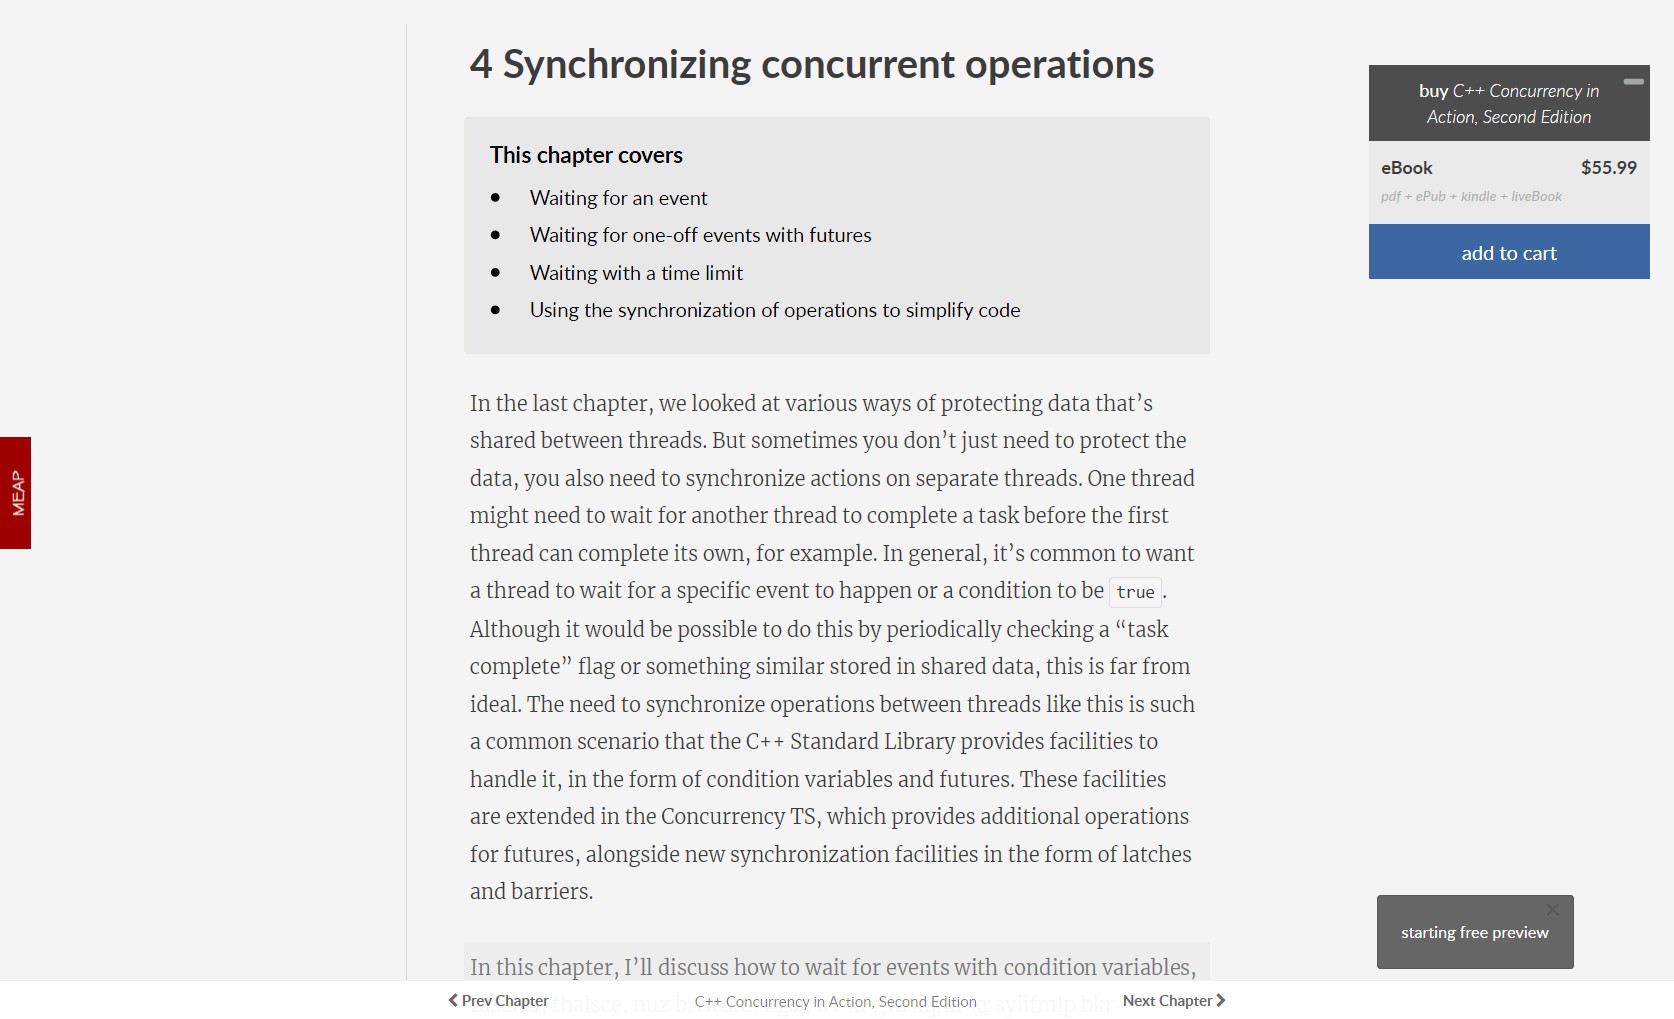 4 Synchronizing concurrent operations
This chapter covers
• Waiting for an event
• Waiting for one-off events with futures
• Waiting with a time limit
• Using the synchronization of operations to simplify code
In the last chapter, we looked at various ways of protecting data that’s
shared between threads. But sometimes you don’t just need to protect the
data, you also need to synchronize actions on separate threads. One thread
might need to wait for another thread to complete a task before the first
thread can complete its own, for example. In general, it’s common to want
a thread to wait for a specific event to happen or a condition to be true.
Although it would be possible to do this by periodically checking a “task
complete” flag or something similar stored in shared data, this is far from
ideal. The need to synchronize operations between threads like this is such
a common scenario that the C++ Standard Library provides facilities to
handle it, in the form of condition variables and futures. These facilities
are extended in the Concurrency TS, which provides additional operations
for futures, alongside new synchronization facilities in the form of latches
and barriers.
In this chapter, I’ll discuss how to wait for events with condition variables,
buy C++ Concurrency in
Action, Second Edition
eBook $55.99
pdf + ePub + kindle + liveBook
add to cart
MEAP
starting free preview
Prev Chapter
C++ Concurrency in Action, Second Edition
Next Chapter